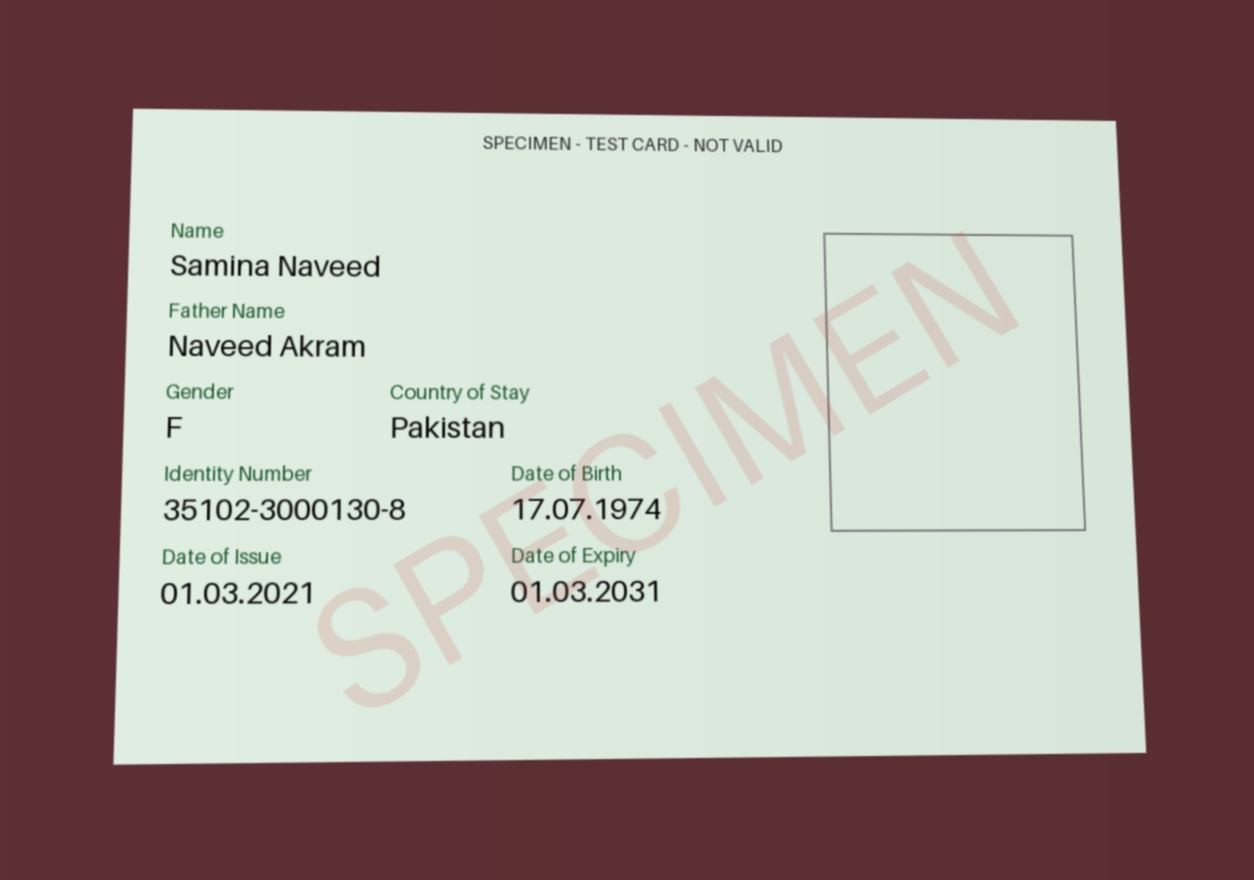 SPECIMEN - TEST CARD - NOT VALID
Name
Samina Naveed
Father Name
Naveed Akram
Gender Country of Stay
F Pakistan
Identity Number Date of Birth
35102-3000130-8 17.07.1974
Date of Issue Date of Expiry
01.03.2021 01.03.2031
SPECIMEN